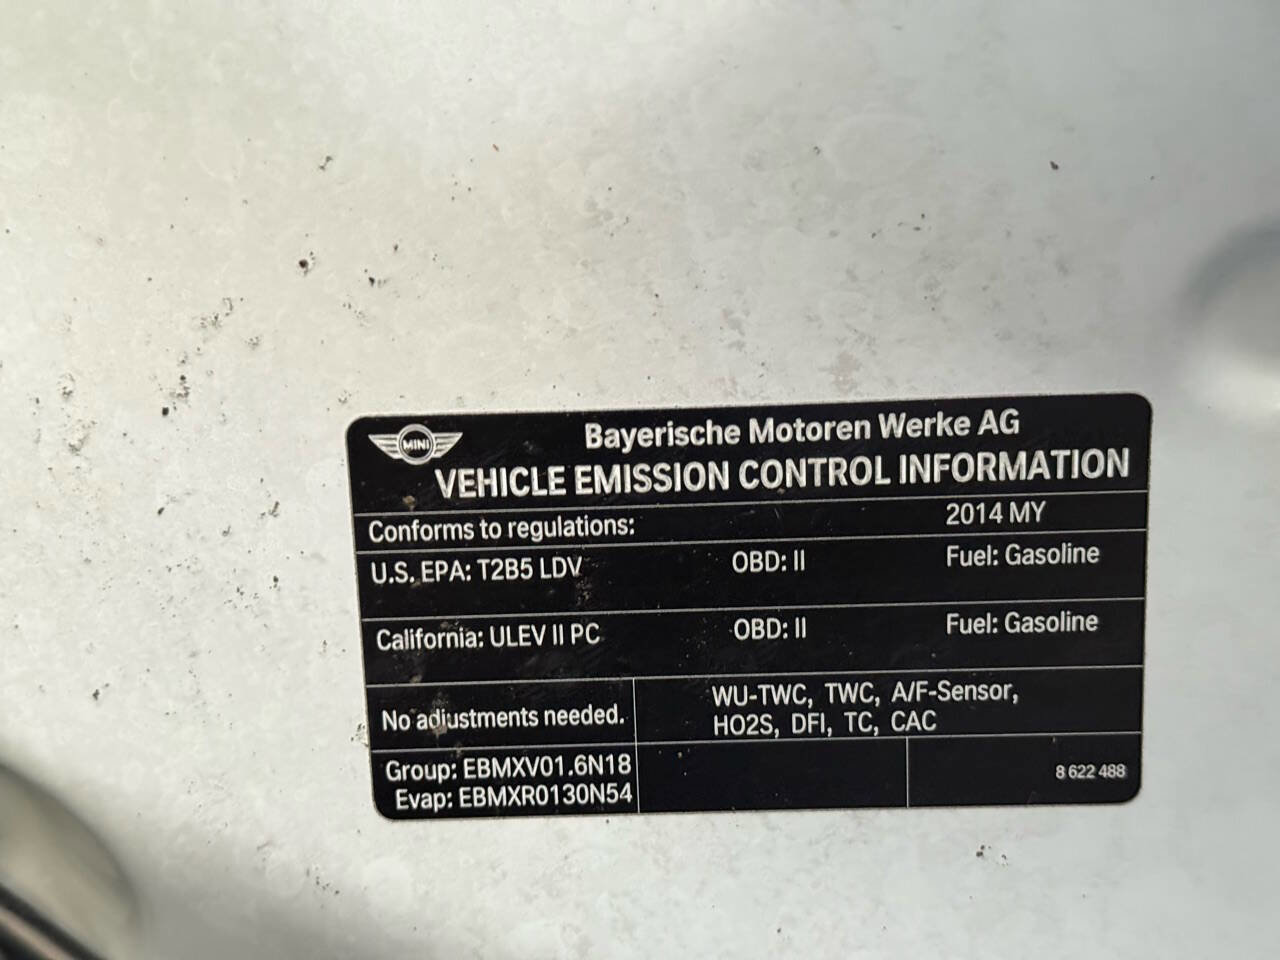 MINI
Bayerische Motoren Werke AG
VEHICLE EMISSION CONTROL INFORMATION
Conforms to regulations: 2014 MY
U.S. EPA: T2B5 LDV OBD: II Fuel: Gasoline
California: ULEV II PC OBD: II Fuel: Gasoline
No adjustments needed.
WU-TWC, TWC, A/F-Sensor,
HO2S, DFI, TC, CAC
Group: EBMXV01.6N18
Evap: EBMXR0130N54
8 622 488